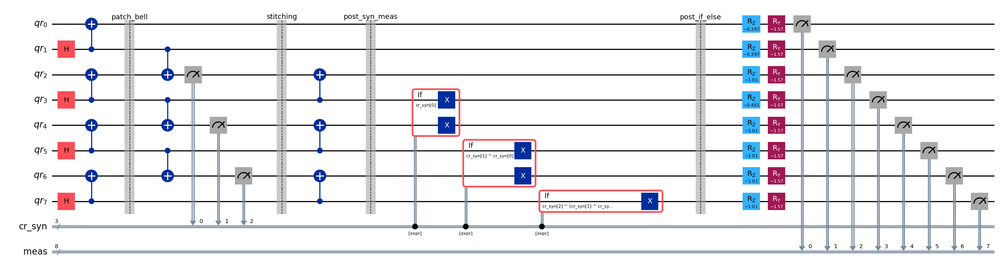 patch_bell stitching post_syn_meas post_if_else
qr0 RZ −0.397 RY −1.57
qr1 H RZ −0.397 RY −1.57
qr2 RZ −1.01 RY −1.57
qr3 H If cr_syn[0] X RZ −0.461 RY −1.57
qr4 X RZ −1.01 RY −1.57
qr5 H If cr_syn[1] ^ cr_syn[0] X RZ −1.01 RY −1.57
qr6 X RZ −1.01 RY −1.57
qr7 H If cr_syn[2] ^ (cr_syn[1] ^ cr_sy... X RZ −1.01 RY −1.57
cr_syn 3 0 1 2
[expr] [expr] [expr]
meas 8 0 1 2 3 4 5 6 7